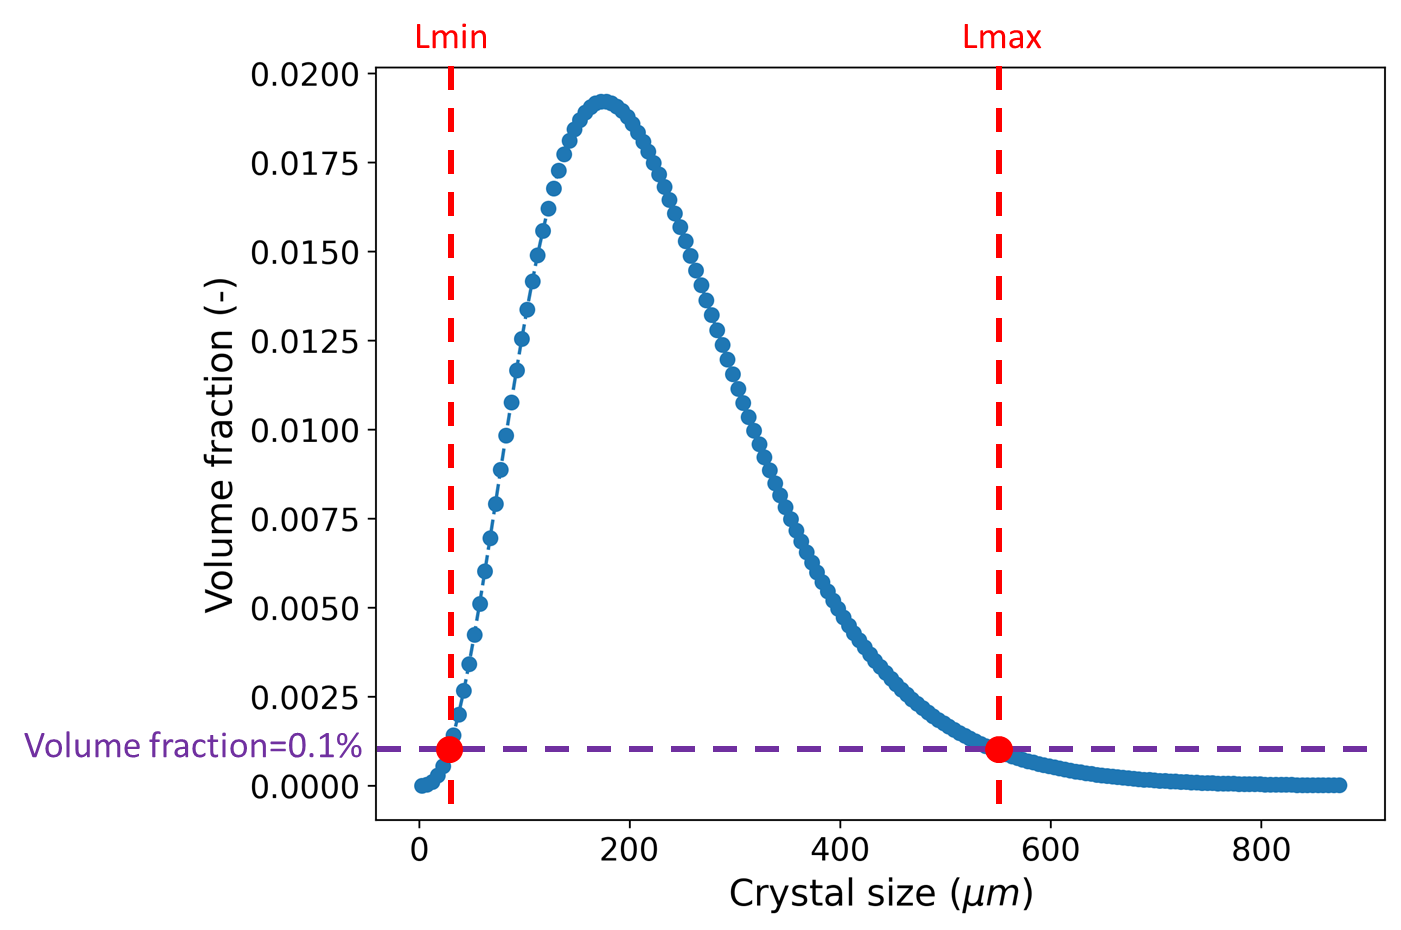 Lmin
Lmax
0.0200
0.0175
0.0150
0.0125
0.0100
0.0075
0.0050
0.0025
0.0000
Volume fraction (-)
Volume fraction=0.1%
0 200 400 600 800
Crystal size (μm)